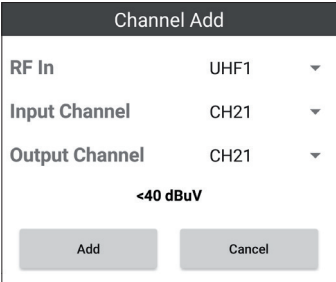 Channel Add
RF In UHF1
Input Channel CH21
Output Channel CH21
<40 dBuV
Add Cancel